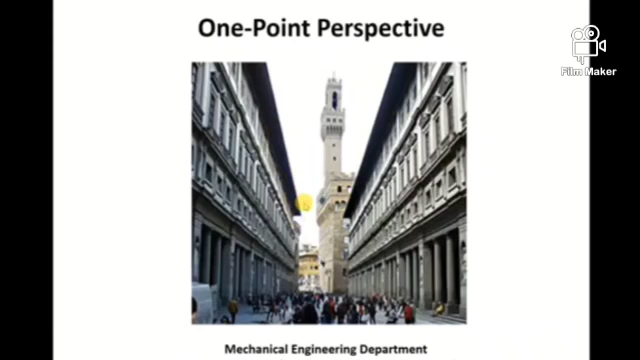 One-Point Perspective
Film Maker
Mechanical Engineering Department